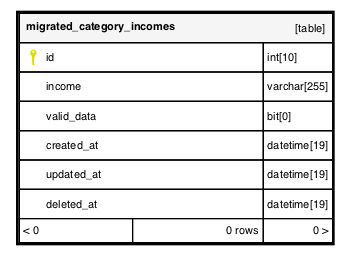 migrated_category_incomes [table]
id int[10]
income varchar[255]
valid_data bit[0]
created_at datetime[19]
updated_at datetime[19]
deleted_at datetime[19]
< 0 0 rows 0 >